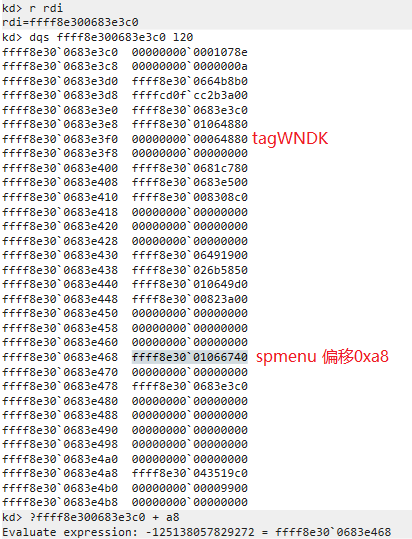 kd> r rdi
rdi=ffff8e300683e3c0
kd> dqs ffff8e300683e3c0 l20
ffff8e30`0683e3c0  00000000`0001078e
ffff8e30`0683e3c8  00000000`0000000a
ffff8e30`0683e3d0  ffff8e30`0664b8b0
ffff8e30`0683e3d8  ffffcd0f`cc2b3a00
ffff8e30`0683e3e0  ffff8e30`0683e3c0
ffff8e30`0683e3e8  ffff8e30`01064880
ffff8e30`0683e3f0  00000000`00064880 tagWNDK
ffff8e30`0683e3f8  00000000`00000000
ffff8e30`0683e400  ffff8e30`0681c780
ffff8e30`0683e408  ffff8e30`0683e500
ffff8e30`0683e410  ffff8e30`008308c0
ffff8e30`0683e418  00000000`00000000
ffff8e30`0683e420  00000000`00000000
ffff8e30`0683e428  00000000`00000000
ffff8e30`0683e430  ffff8e30`06491900
ffff8e30`0683e438  ffff8e30`026b5850
ffff8e30`0683e440  ffff8e30`010649d0
ffff8e30`0683e448  ffff8e30`00823a00
ffff8e30`0683e450  00000000`00000000
ffff8e30`0683e458  00000000`00000000
ffff8e30`0683e460  00000000`00000000
ffff8e30`0683e468  ffff8e30`01066740 spmenu 偏移0xa8
ffff8e30`0683e470  00000000`00000000
ffff8e30`0683e478  ffff8e30`0683e3c0
ffff8e30`0683e480  00000000`00000000
ffff8e30`0683e488  00000000`00000000
ffff8e30`0683e490  00000000`00000000
ffff8e30`0683e498  00000000`00000000
ffff8e30`0683e4a0  00000000`00000000
ffff8e30`0683e4a8  ffff8e30`043519c0
ffff8e30`0683e4b0  00000000`00009900
ffff8e30`0683e4b8  00000000`00000000
kd> ?ffff8e300683e3c0 + a8
Evaluate expression: -125138057829272 = ffff8e30`0683e468